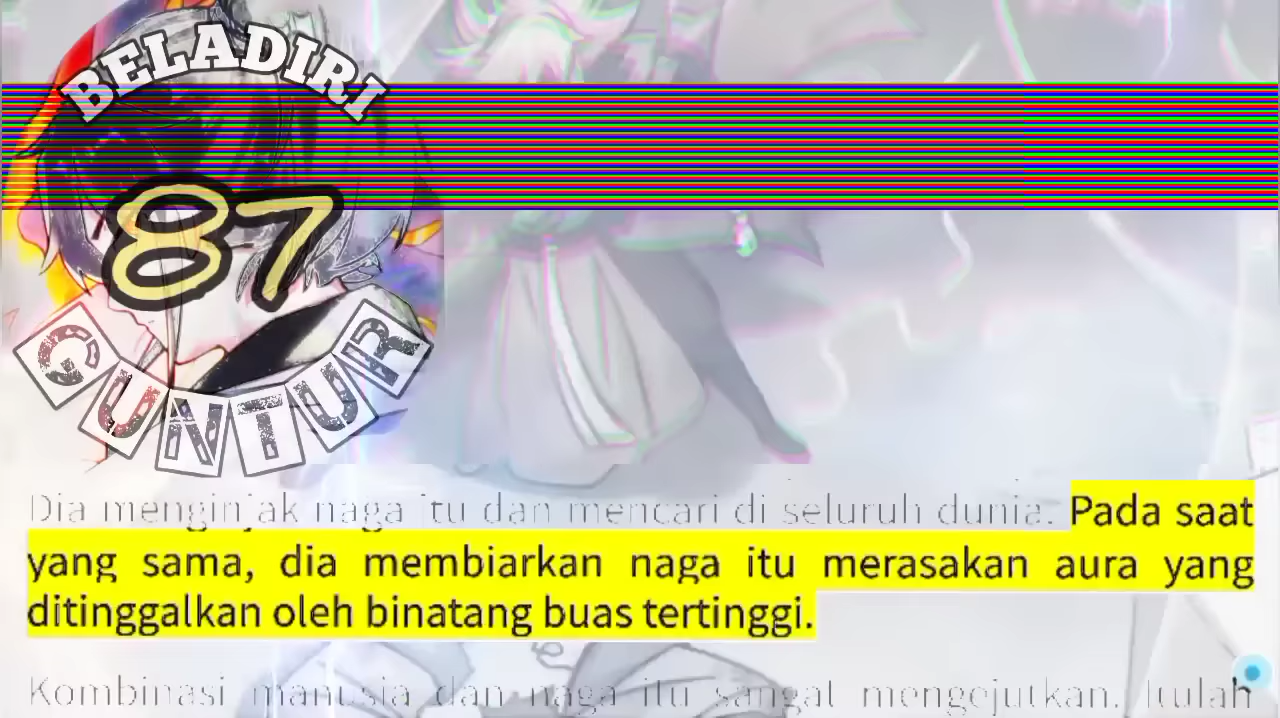 BELADIRI
87
GUNTUR
Dia menginjak naga itu dan mencari di seluruh dunia. Pada saat
yang sama, dia membiarkan naga itu merasakan aura yang
ditinggalkan oleh binatang buas tertinggi.
Kombinasi manusia dan naga itu sangat mengejutkan. Itulah